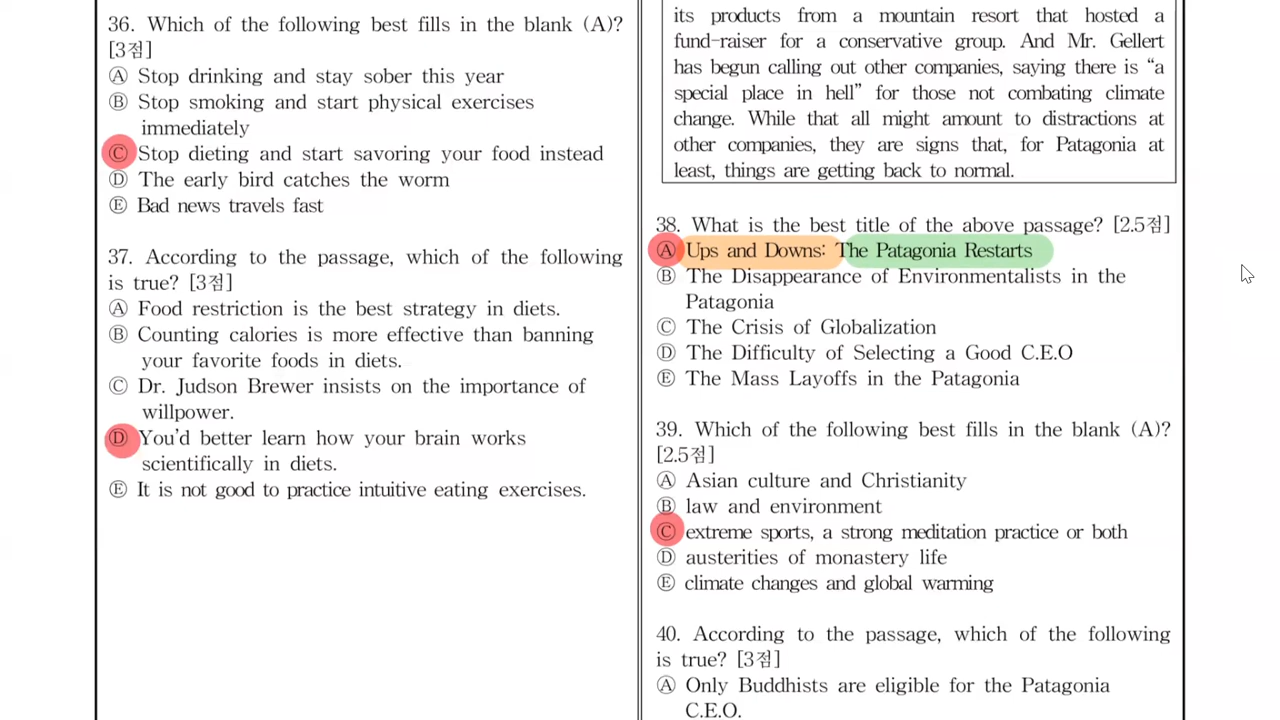 36. Which of the following best fills in the blank (A)?
[3점]
Ⓐ Stop drinking and stay sober this year
Ⓑ Stop smoking and start physical exercises
immediately
Ⓒ Stop dieting and start savoring your food instead
Ⓓ The early bird catches the worm
Ⓔ Bad news travels fast
37. According to the passage, which of the following
is true? [3점]
Ⓐ Food restriction is the best strategy in diets.
Ⓑ Counting calories is more effective than banning
your favorite foods in diets.
Ⓒ Dr. Judson Brewer insists on the importance of
willpower.
Ⓓ You’d better learn how your brain works
scientifically in diets.
Ⓔ It is not good to practice intuitive eating exercises.
its products from a mountain resort that hosted a
fund-raiser for a conservative group. And Mr. Gellert
has begun calling out other companies, saying there is “a
special place in hell” for those not combating climate
change. While that all might amount to distractions at
other companies, they are signs that, for Patagonia at
least, things are getting back to normal.
38. What is the best title of the above passage? [2.5점]
Ⓐ Ups and Downs: The Patagonia Restarts
Ⓑ The Disappearance of Environmentalists in the
Patagonia
Ⓒ The Crisis of Globalization
Ⓓ The Difficulty of Selecting a Good C.E.O
Ⓔ The Mass Layoffs in the Patagonia
39. Which of the following best fills in the blank (A)?
[2.5점]
Ⓐ Asian culture and Christianity
Ⓑ law and environment
Ⓒ extreme sports, a strong meditation practice or both
Ⓓ austerities of monastery life
Ⓔ climate changes and global warming
40. According to the passage, which of the following
is true? [3점]
Ⓐ Only Buddhists are eligible for the Patagonia
C.E.O.